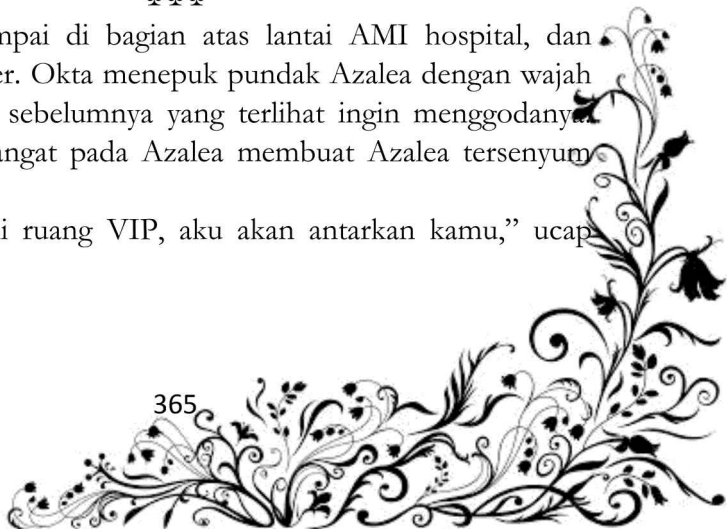 mpai di bagian atas lantai AMI hospital, dan
er. Okta menepuk pundak Azalea dengan wajah
sebelumnya yang terlihat ingin menggodanya.
angat pada Azalea membuat Azalea tersenyum
i ruang VIP, aku akan antarkan kamu,” ucap
365